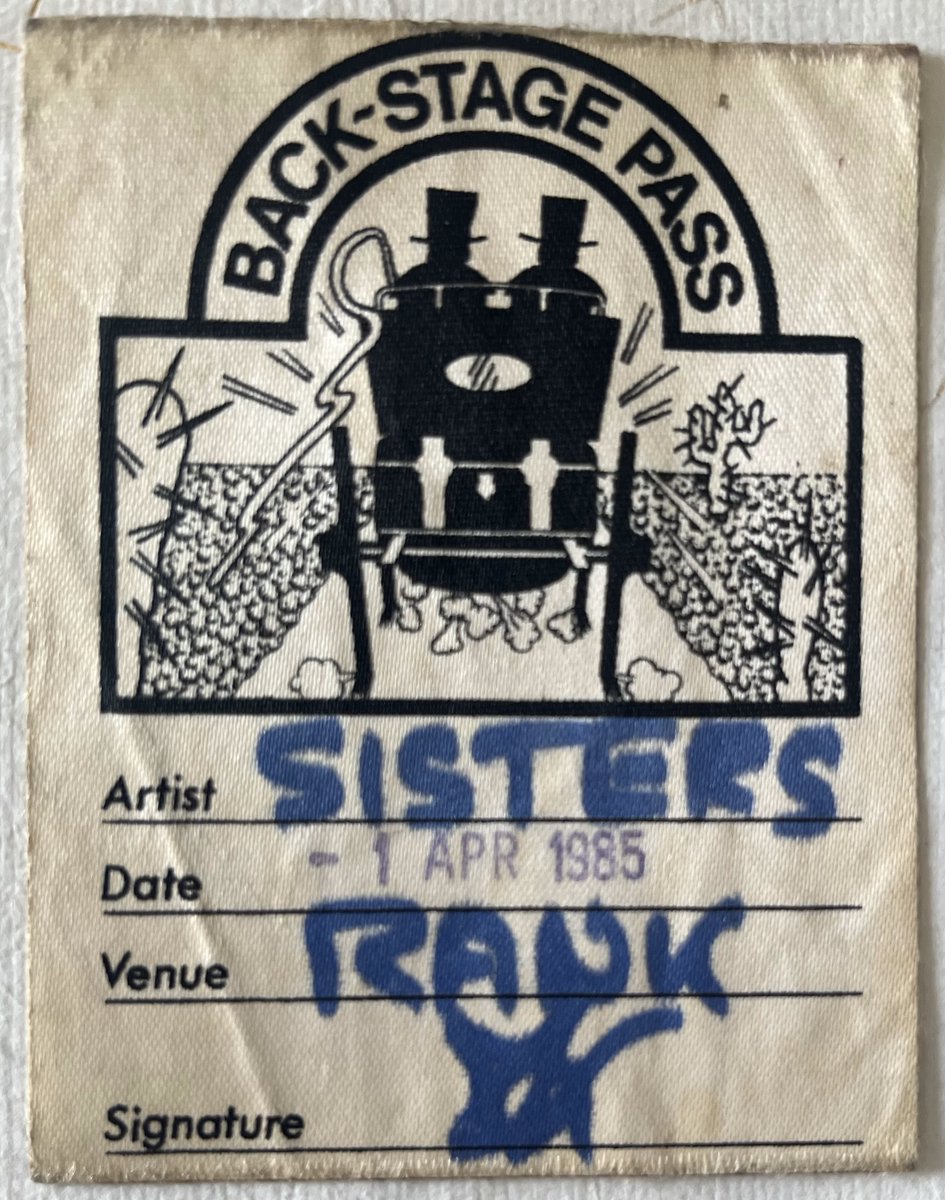 BACK-STAGE PASS
Artist SISTERS
Date - 1 APR 1985
Venue RANK
Signature